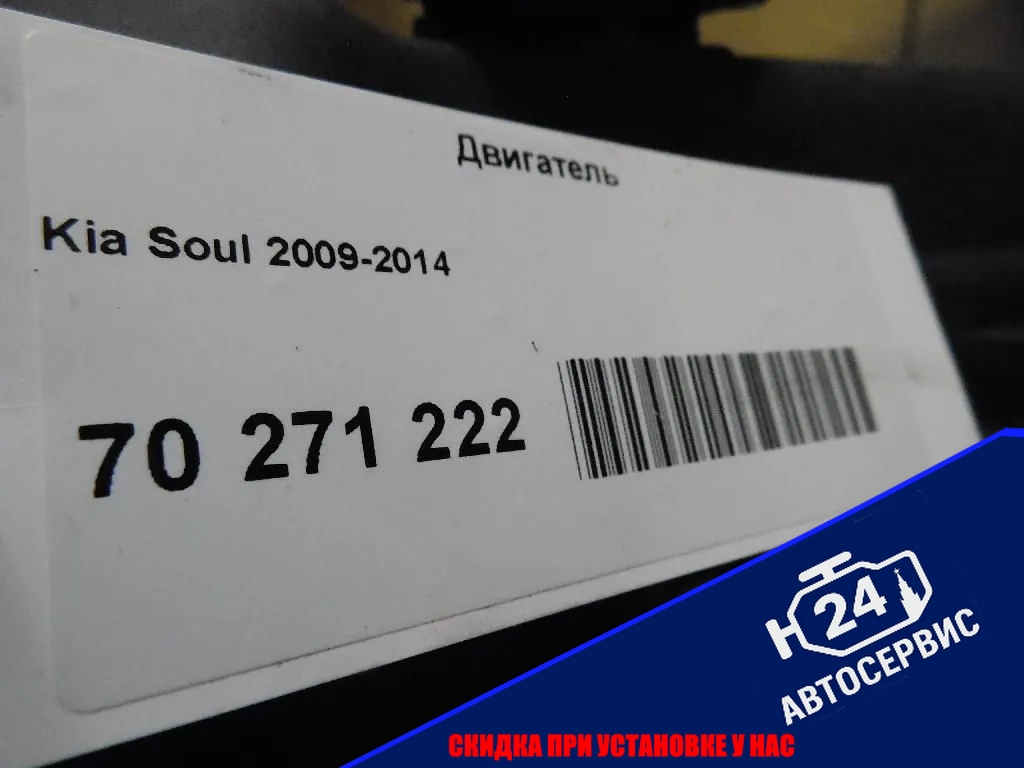 Двигатель
Kia Soul 2009-2014
70 271 222
24
АВТОСЕРВИС
СКИДКА ПРИ УСТАНОВКЕ У НАС